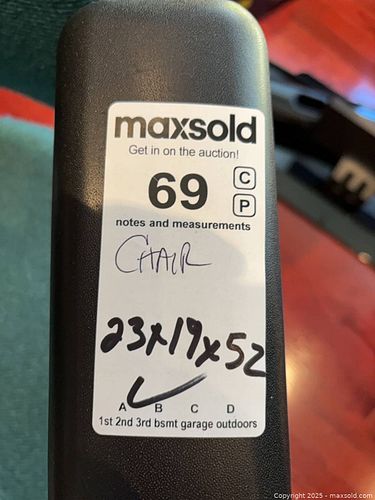 maxsold
Get in on the auction!
69
C
P
notes and measurements
CHAIR
23x19x52
A B C D
1st 2nd 3rd bsmt garage outdoors
Copyright 2025 - maxsold.com